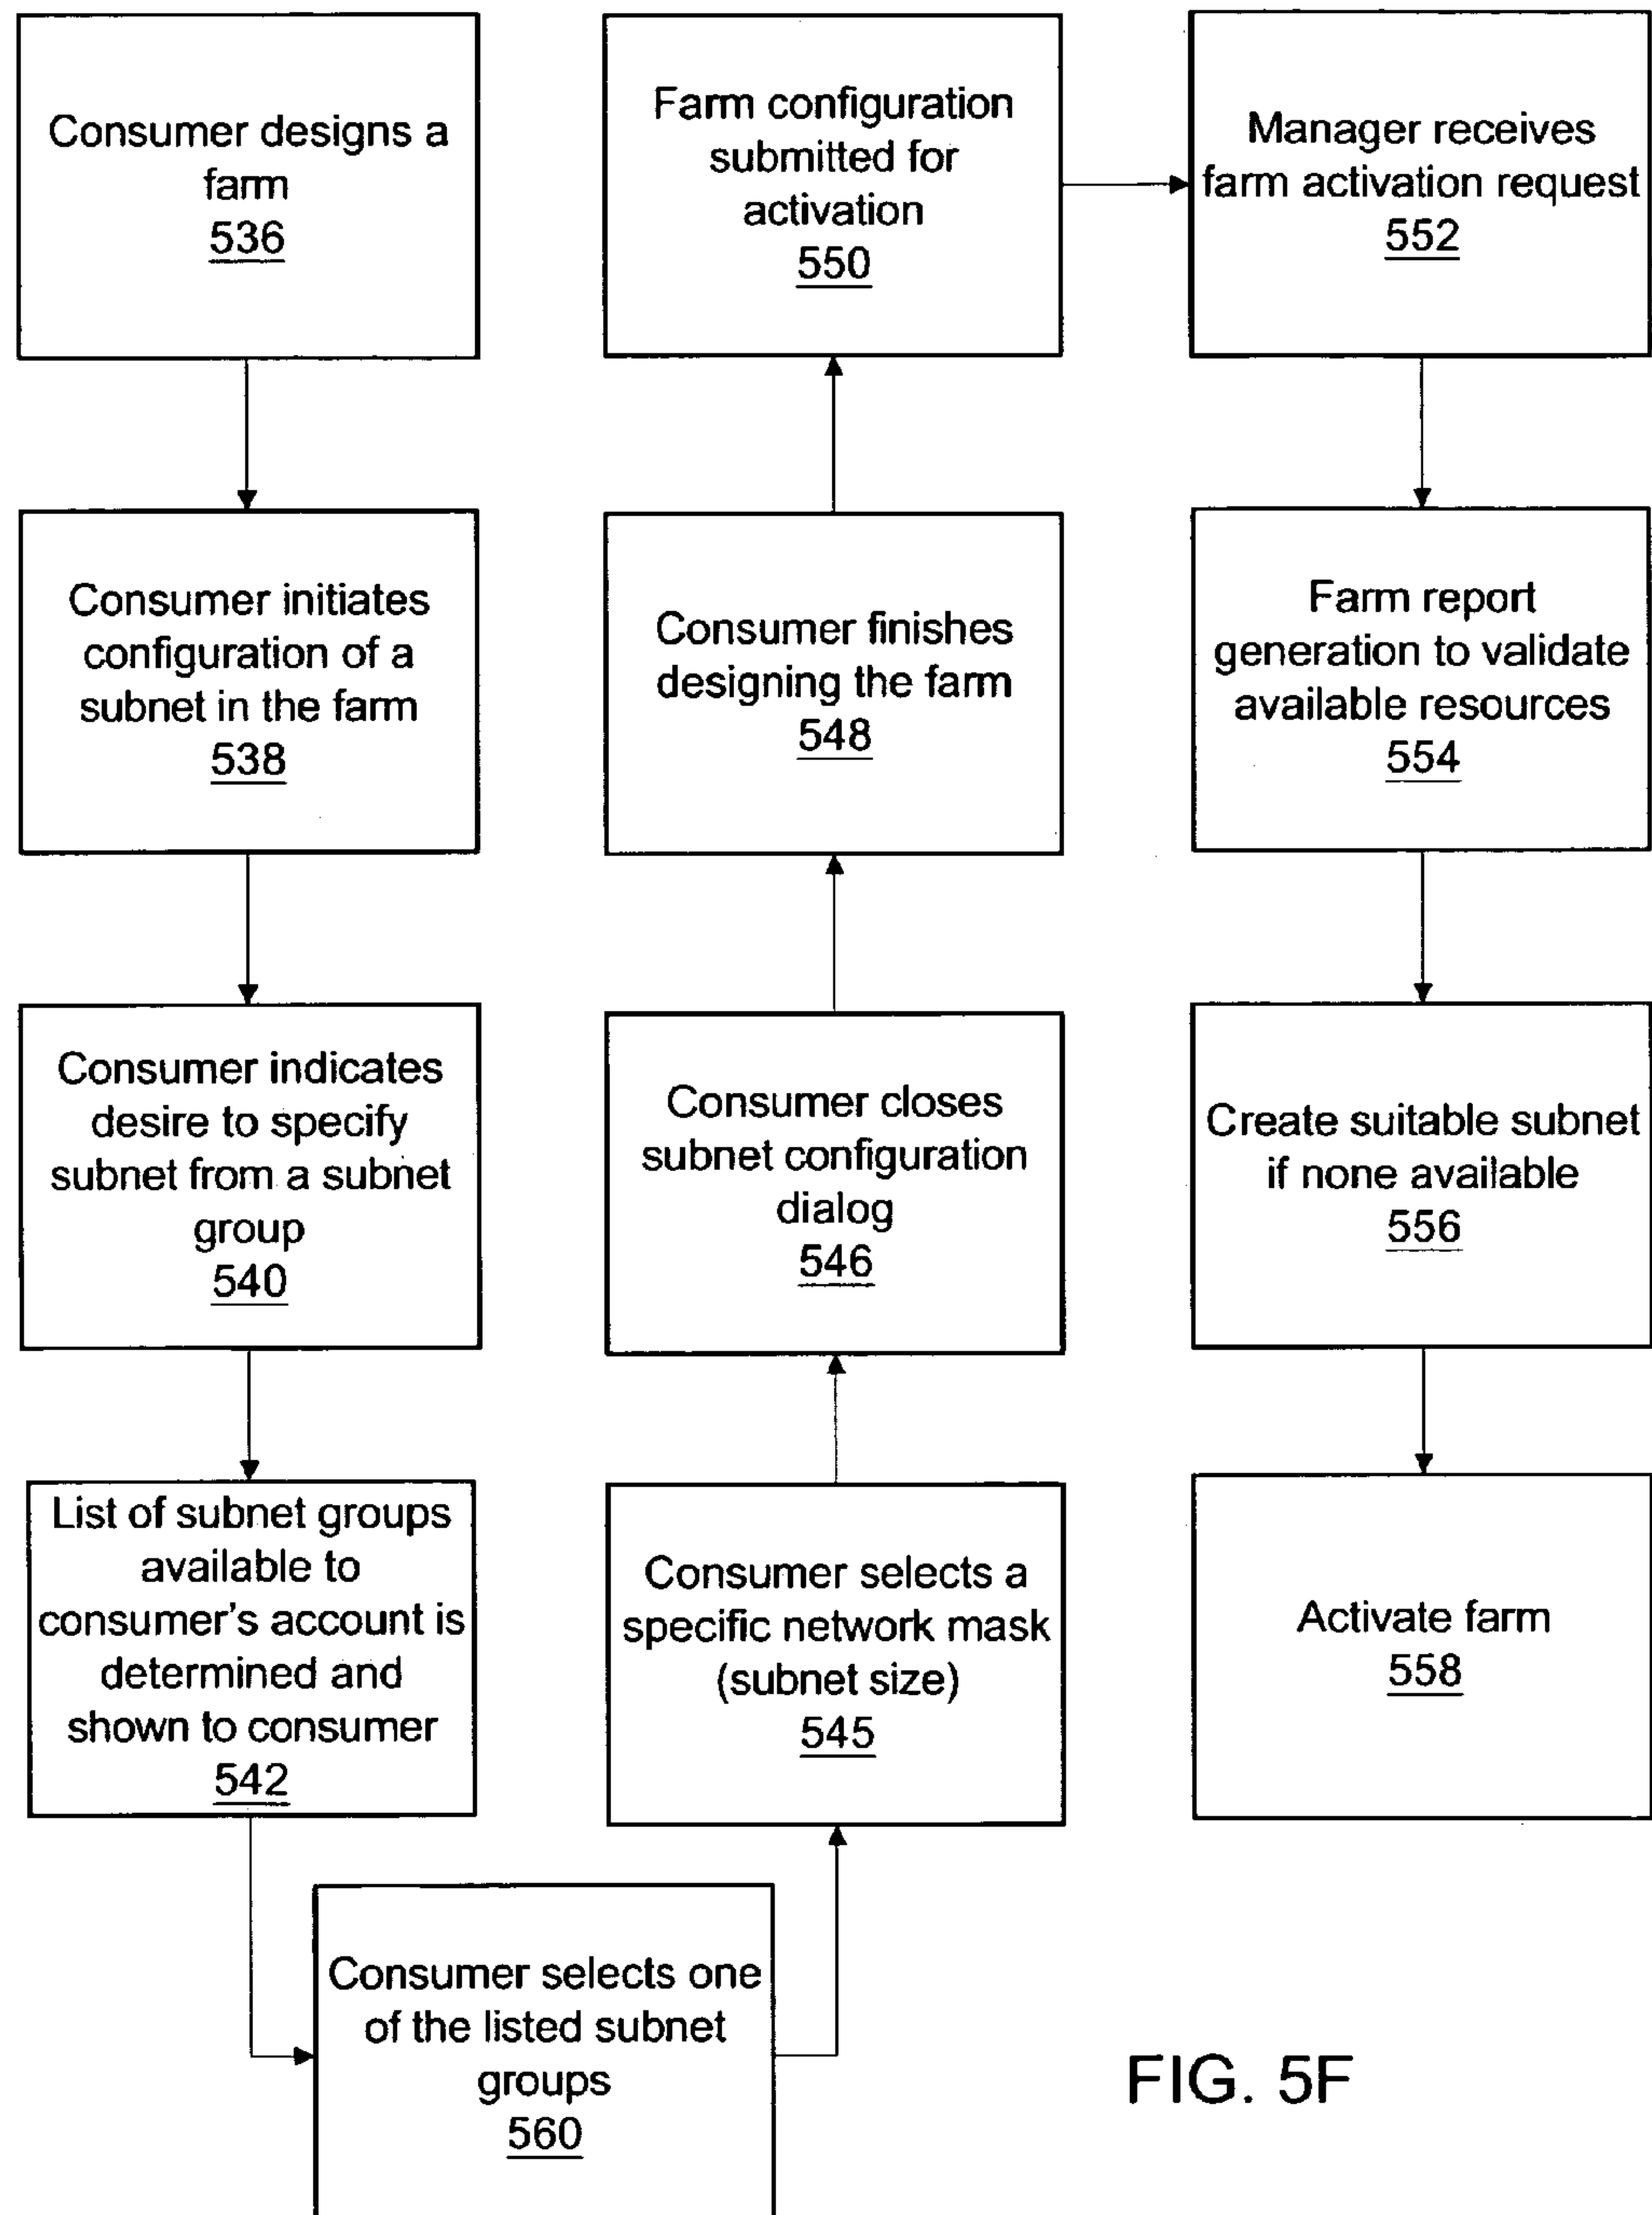 Consumer designs a
farm
536
Consumer initiates
configuration of a
subnet in the farm
538
Consumer indicates
desire to specify
subnet from a subnet
group
540
List of subnet groups
available to
consumer's account is
determined and
shown to consumer
542
Consumer selects one
of the listed subnet
groups
560
Consumer selects a
specific network mask
(subnet size)
545
Consumer closes
subnet configuration
dialog
546
Consumer finishes
designing the farm
548
Farm configuration
submitted for
activation
550
Manager receives
farm activation request
552
Farm report
generation to validate
available resources
554
Create suitable subnet
if none available
556
Activate farm
558
FIG. 5F